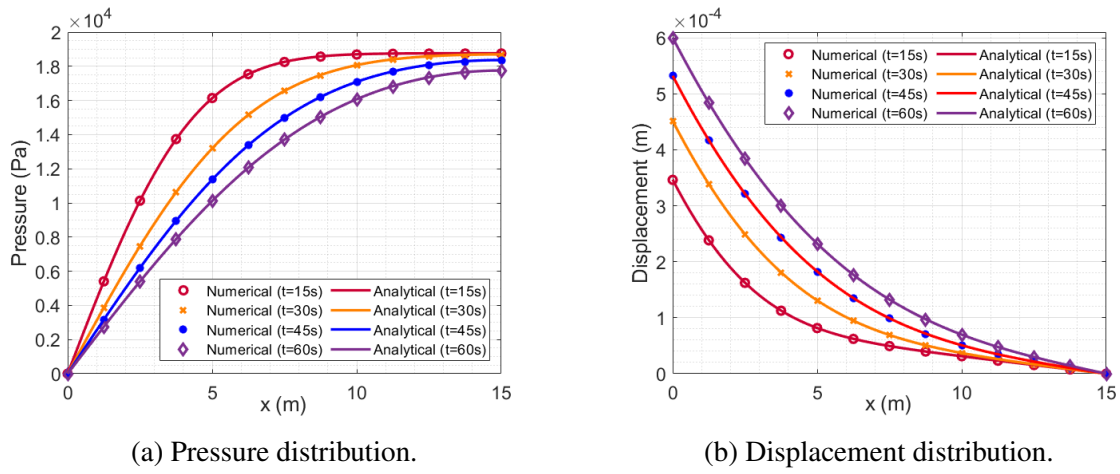 ×10⁴
2
1.8
1.6
1.4
1.2
1
0.8
0.6
0.4
0.2
0
Pressure (Pa)
Numerical (t=15s) Analytical (t=15s)
Numerical (t=30s) Analytical (t=30s)
Numerical (t=45s) Analytical (t=45s)
Numerical (t=60s) Analytical (t=60s)
0 5 10 15
x (m)
(a) Pressure distribution.
×10⁻⁴
6
5
4
3
2
1
0
Displacement (m)
Numerical (t=15s) Analytical (t=15s)
Numerical (t=30s) Analytical (t=30s)
Numerical (t=45s) Analytical (t=45s)
Numerical (t=60s) Analytical (t=60s)
0 5 10 15
x (m)
(b) Displacement distribution.